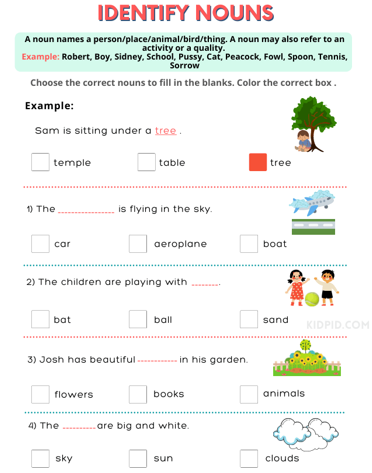 IDENTIFY NOUNS
A noun names a person/place/animal/bird/thing. A noun may also refer to an
activity or a quality.
Example: Robert, Boy, Sidney, School, Pussy, Cat, Peacock, Fowl, Spoon, Tennis,
Sorrow
Choose the correct nouns to fill in the blanks. Color the correct box .
Example:
Sam is sitting under a tree .
temple table tree
1) The ______________ is flying in the sky.
car aeroplane boat
2) The children are playing with _______.
bat ball sand
KIDPID.COM
3) Josh has beautiful __________ in his garden.
flowers books animals
4) The ________ are big and white.
sky sun clouds